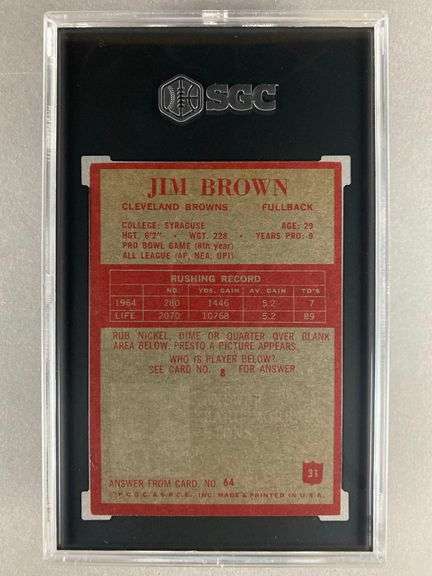 SGC
JIM BROWN
CLEVELAND BROWNS FULLBACK
COLLEGE: SYRACUSE AGE: 29
HGT. 6'2" • WGT. 228 • YEARS PRO: 9
PRO BOWL GAME (8th year)
ALL LEAGUE (AP, NEA, UPI)
RUSHING RECORD
NO. YDS. GAIN AV. GAIN TD'S
1964 280 1446 5.2 7
LIFE 2070 10768 5.2 89
RUB NICKEL, DIME OR QUARTER OVER BLANK
AREA BELOW. PRESTO A PICTURE APPEARS.
WHO IS PLAYER BELOW?
SEE CARD NO. 8 FOR ANSWER.
ANSWER FROM CARD, NO. 64
31
P.C.G. & N.F.L.P. INC. MADE & PRINTED IN U.S.A.